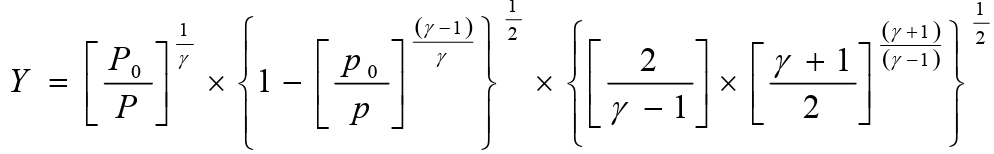 Y = [P₀/P]^(1/γ) × {1 − [p₀/p]^((γ−1)/γ)}^(1/2) × {[2/(γ − 1)] × [(γ + 1)/2]^((γ+1)/(γ−1))}^(1/2)